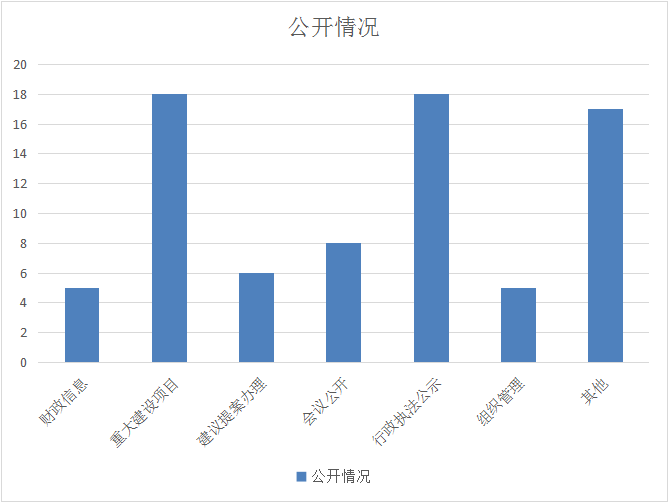 公开情况
20
18
16
14
12
10
8
6
4
2
0
财政信息
重大建设项目
建议提案办理
会议公开
行政执法公示
组织管理
其他
公开情况